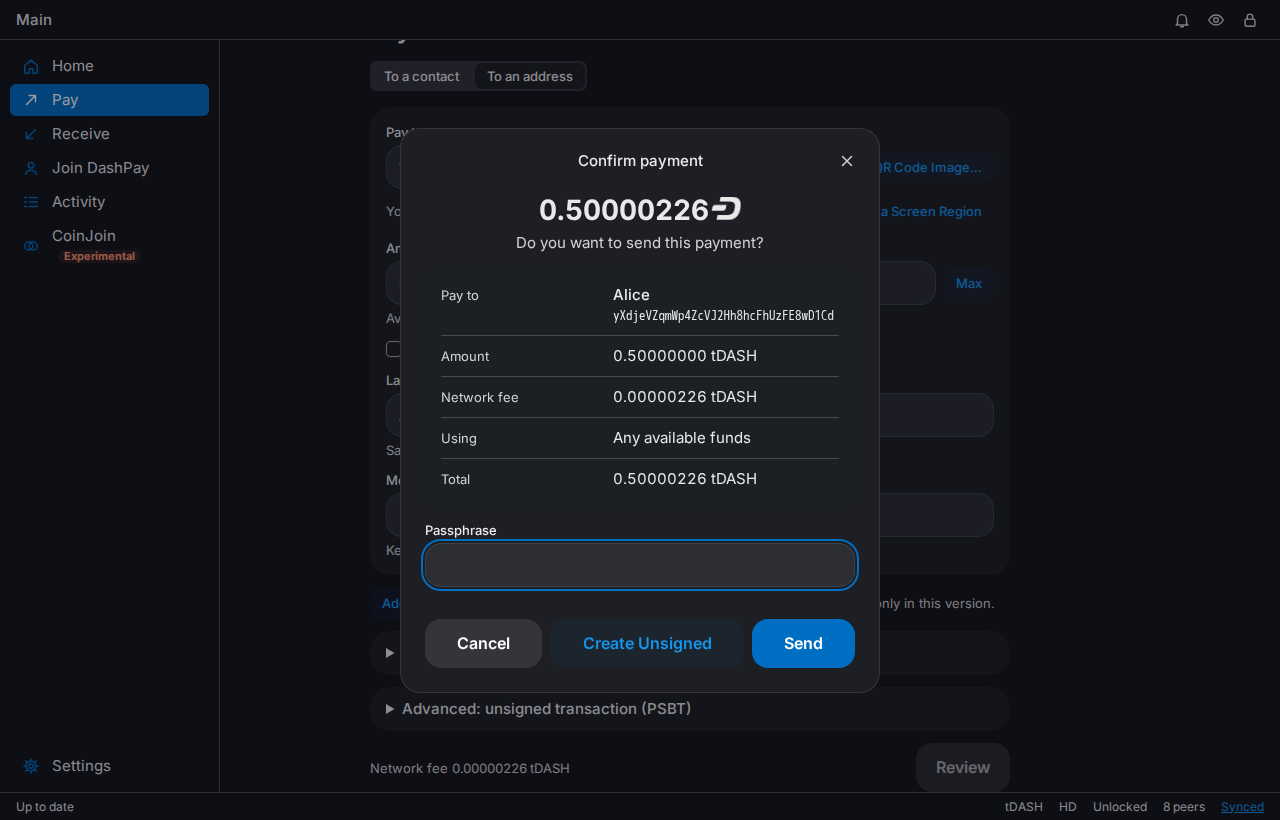 Main
Home
Pay
Receive
Join DashPay
Activity
CoinJoin
Experimental
Settings
To a contact
To an address
QR Code Image...
a Screen Region
Max
only in this version.
Advanced: unsigned transaction (PSBT)
Network fee 0.00000226 tDASH
Review
Confirm payment
0.50000226
Do you want to send this payment?
Pay to
Alice
yXdjeVZqmWp4ZcVJ2Hh8hcFhUzFE8wD1Cd
Amount
0.50000000 tDASH
Network fee
0.00000226 tDASH
Using
Any available funds
Total
0.50000226 tDASH
Passphrase
Cancel
Create Unsigned
Send
Up to date
tDASH
HD
Unlocked
8 peers
Synced